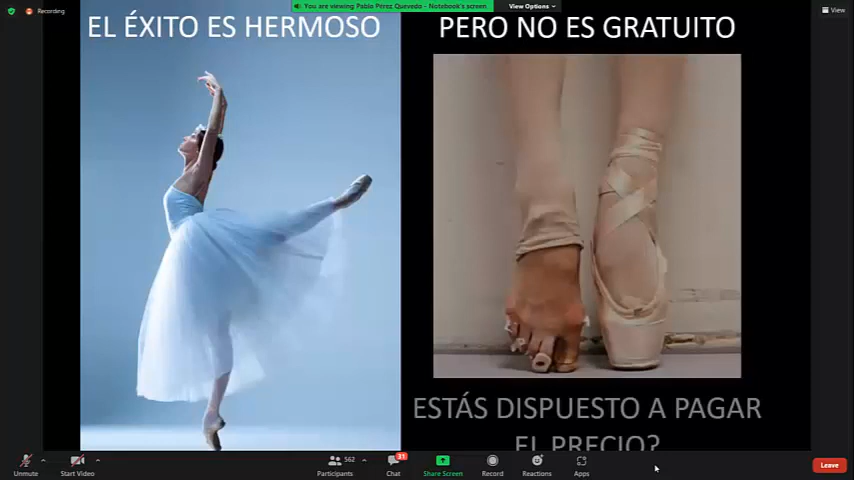 Recording
You are viewing Pablo Pérez Quevedo - Notebook's screen
View Options
View
EL ÉXITO ES HERMOSO
PERO NO ES GRATUITO
ESTÁS DISPUESTO A PAGAR
EL PRECIO?
Unmute
Start Video
562
Participants
31
Chat
Share Screen
Record
Reactions
Apps
Leave